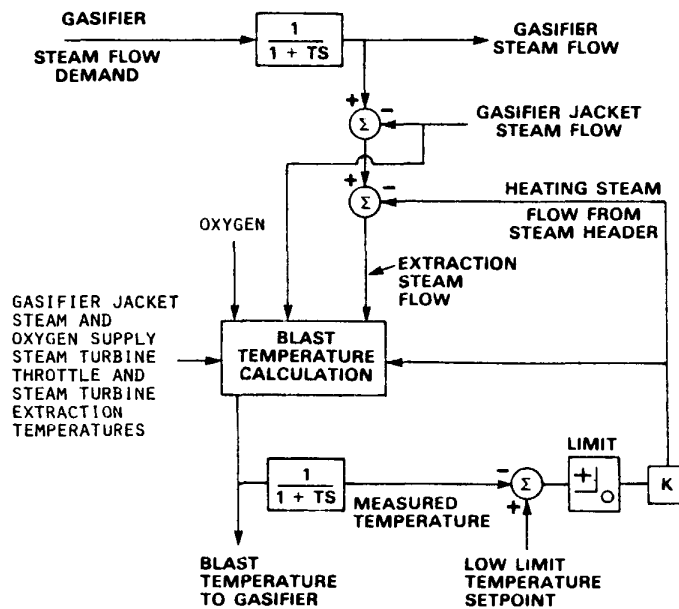 GASIFIER
STEAM FLOW
DEMAND
1
1 + TS
GASIFIER
STEAM FLOW
+
−
Σ
GASIFIER JACKET
STEAM FLOW
+
−
Σ
HEATING STEAM
FLOW FROM
STEAM HEADER
OXYGEN
EXTRACTION
STEAM
FLOW
GASIFIER JACKET
STEAM AND
OXYGEN SUPPLY
STEAM TURBINE
THROTTLE AND
STEAM TURBINE
EXTRACTION
TEMPERATURES
BLAST
TEMPERATURE
CALCULATION
LIMIT
1
1 + TS
MEASURED
TEMPERATURE
−
+
Σ
+
O
K
BLAST
TEMPERATURE
TO GASIFIER
LOW LIMIT
TEMPERATURE
SETPOINT